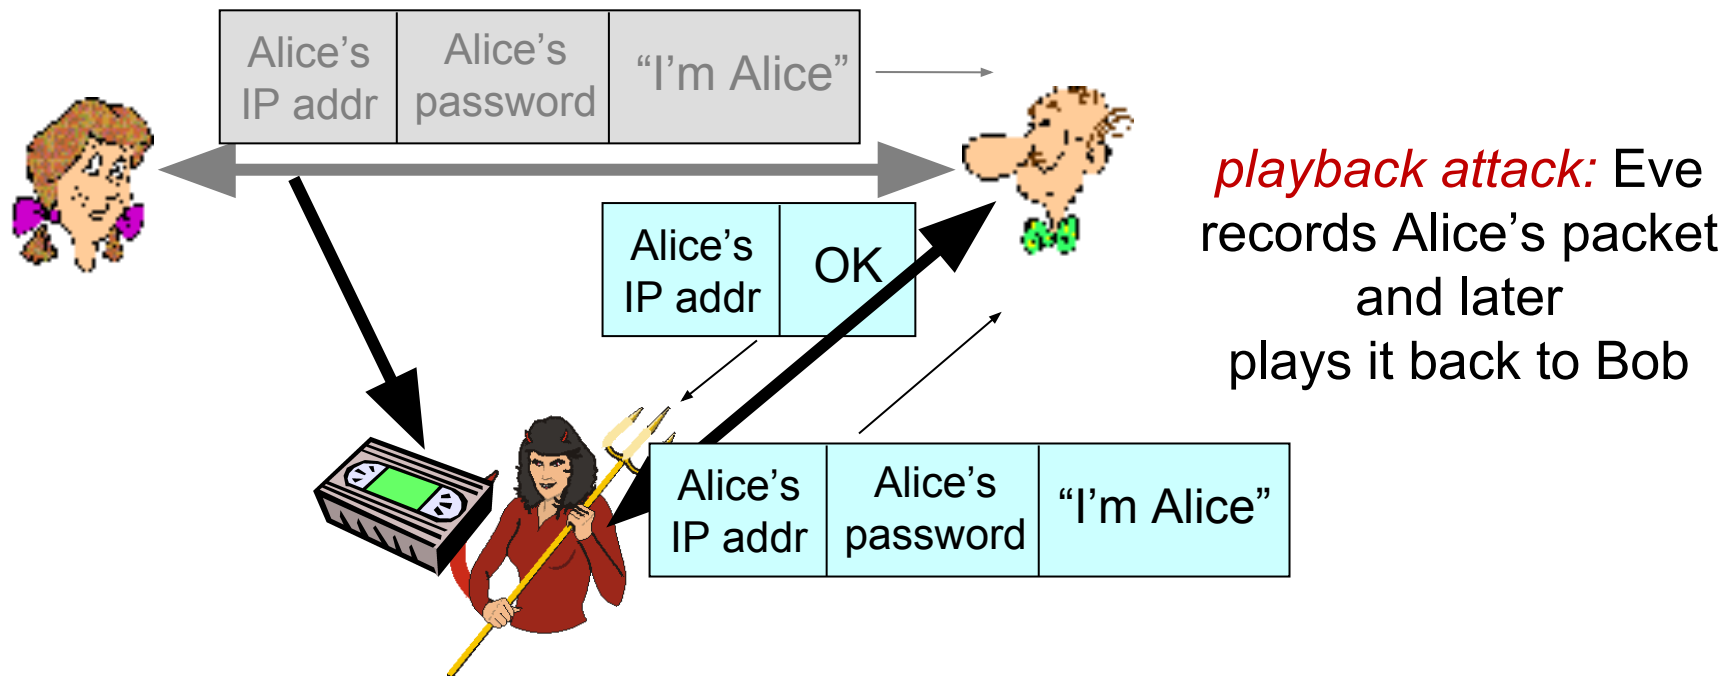 Alice’s
IP addr
Alice’s
password
“I’m Alice”
playback attack: Eve
records Alice’s packet
and later
plays it back to Bob
Alice’s
IP addr
OK
Alice’s
IP addr
Alice’s
password
“I’m Alice”